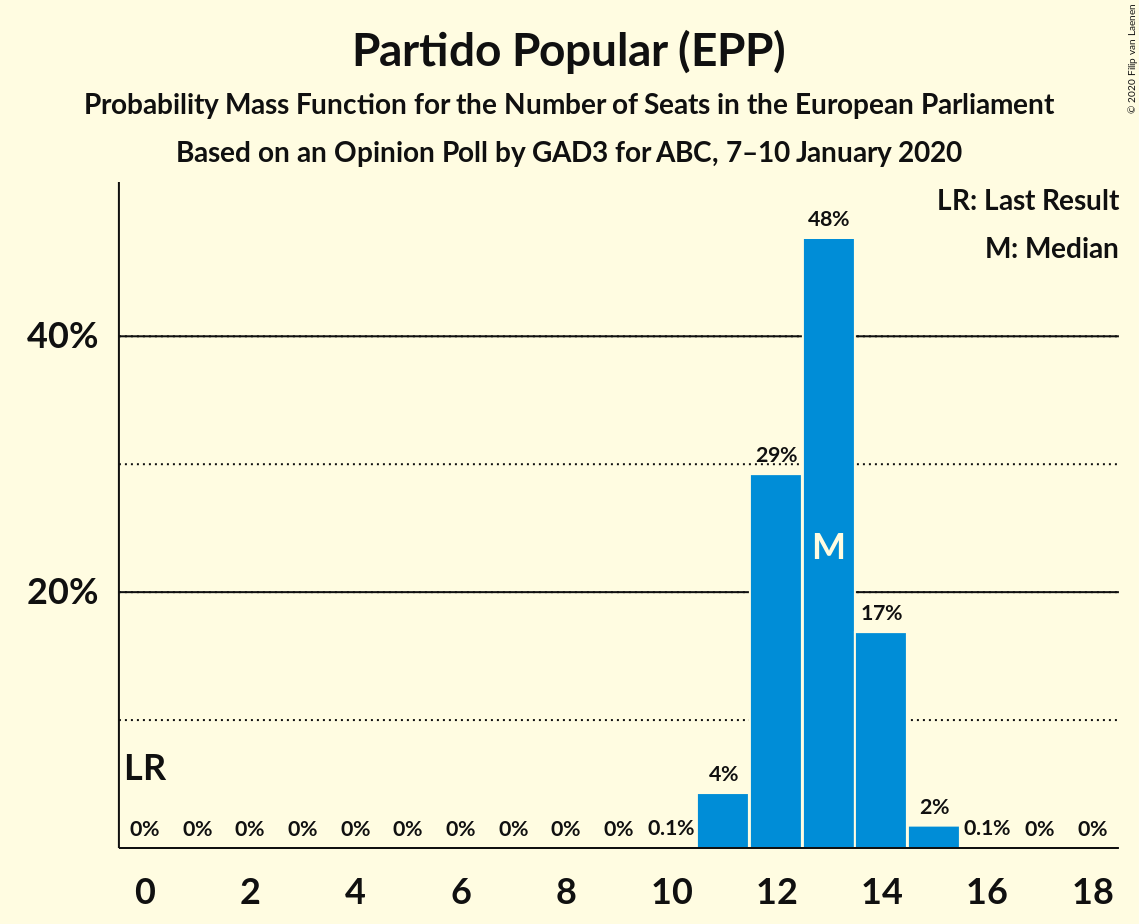 Partido Popular (EPP)
Probability Mass Function for the Number of Seats in the European Parliament
Based on an Opinion Poll by GAD3 for ABC, 7–10 January 2020
© 2020 Filip van Laenen
LR: Last Result
M: Median
48%
40%
29%
M
20%
17%
LR
4%
2%
0% 0% 0% 0% 0% 0% 0% 0% 0% 0% 0.1% 0.1% 0% 0%
0 2 4 6 8 10 12 14 16 18